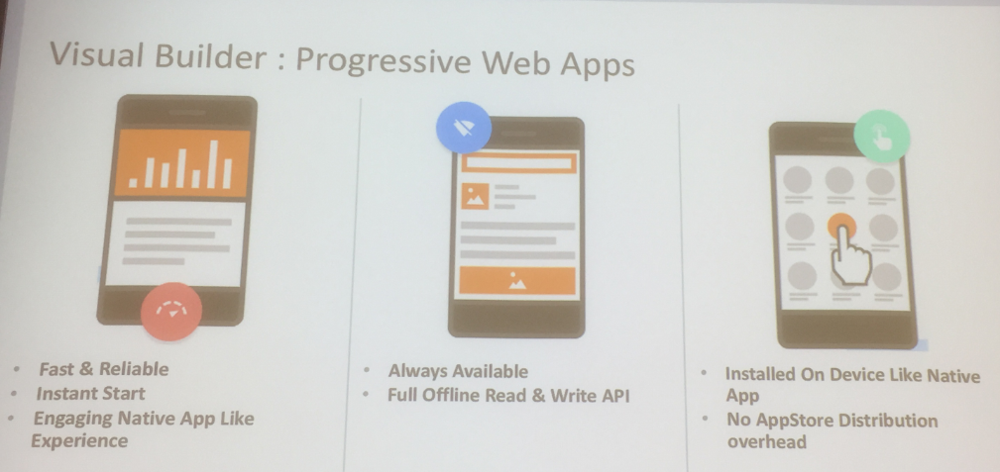 Visual Builder : Progressive Web Apps
• Fast & Reliable
• Instant Start
• Engaging Native App Like
Experience
• Always Available
• Full Offline Read & Write API
• Installed On Device Like Native
App
• No AppStore Distribution
overhead